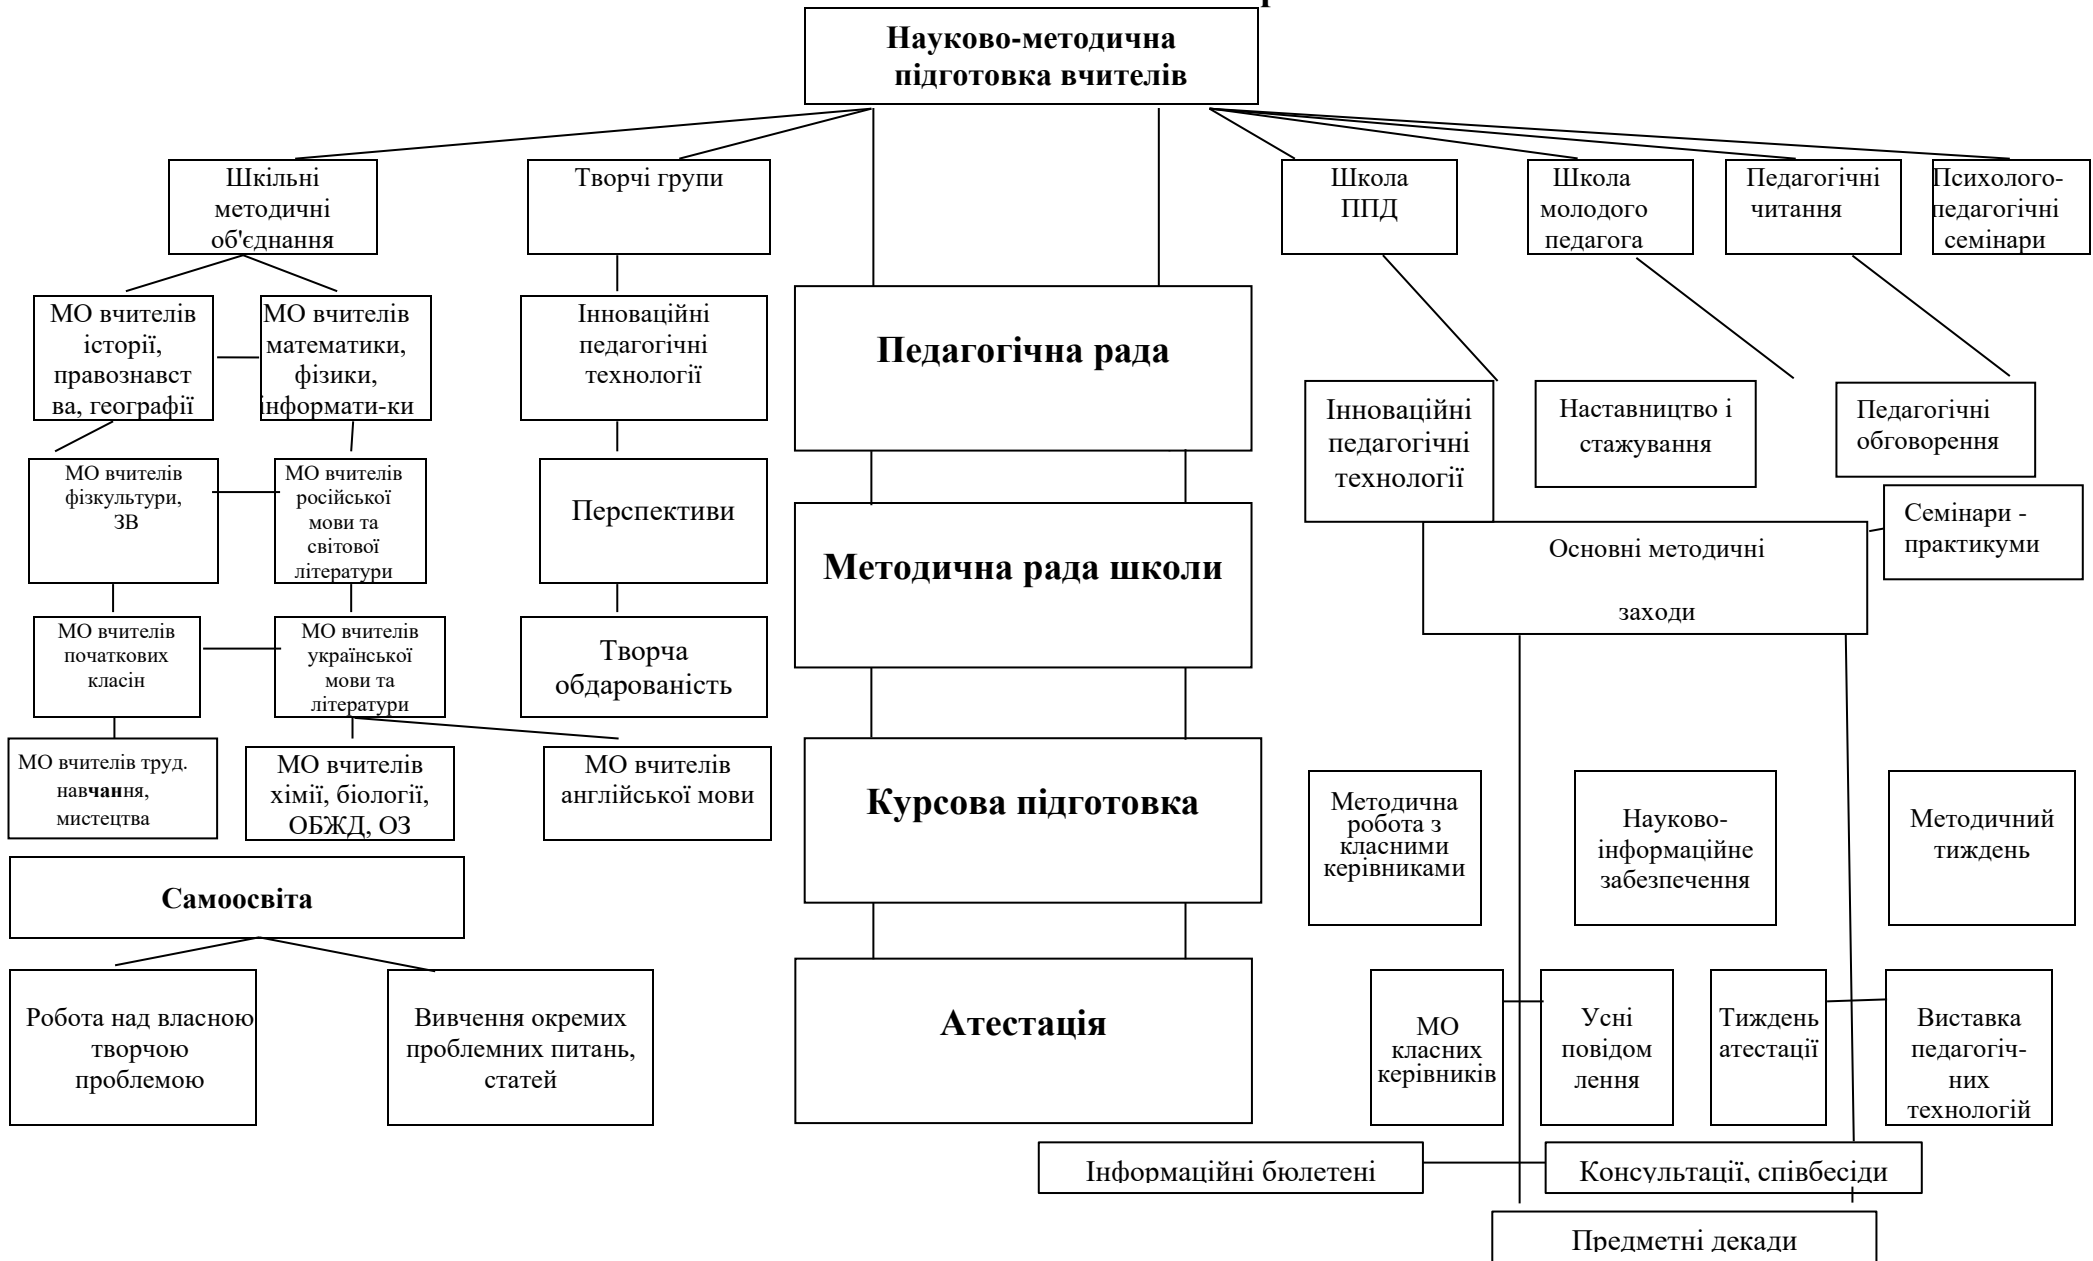 Науково-методична
підготовка вчителів
Шкільні
методичні
об'єднання
Творчі групи
Школа
ППД
Школа
молодого
педагога
Педагогічні
читання
Психолого-
педагогічні
семінари
МО вчителів
історії,
правознавст
ва, географії
МО вчителів
математики,
фізики,
інформати-ки
Інноваційні
педагогічні
технології
Педагогічна рада
Інноваційні
педагогічні
технології
Наставництво і
стажування
Педагогічні
обговорення
МО вчителів
фізкультури,
ЗВ
МО вчителів
російської
мови та
світової
літератури
Перспективи
Методична рада школи
Основні методичні
заходи
Семінари -
практикуми
МО вчителів
початкових
класін
МО вчителів
української
мови та
літератури
Творча
обдарованість
МО вчителів труд.
навчання,
мистецтва
МО вчителів
хімії, біології,
ОБЖД, ОЗ
МО вчителів
англійської мови
Курсова підготовка
Методична
робота з
класними
керівниками
Науково-
інформаційне
забезпечення
Методичний
тиждень
Самоосвіта
Робота над власною
творчою
проблемою
Вивчення окремих
проблемних питань,
статей
Атестація
МО
класних
керівників
Усні
повідом
лення
Тиждень
атестації
Виставка
педагогіч-
них
технологій
Інформаційні бюлетені
Консультації, співбесіди
Предметні декади